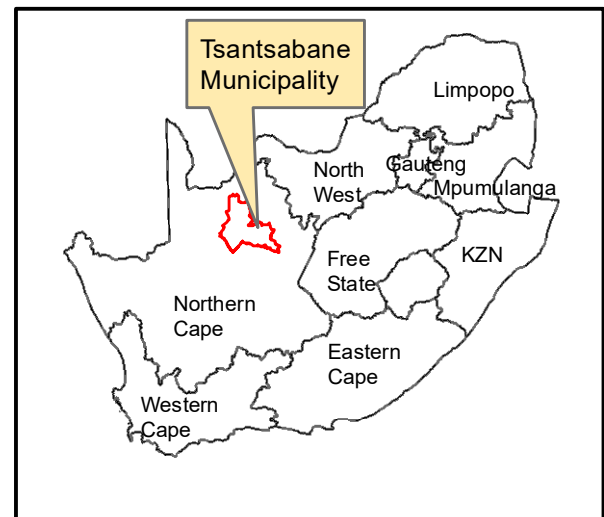 Tsantsabane
Municipality
Limpopo
North
West
Gauteng
Mpumulanga
Free
State
KZN
Northern
Cape
Eastern
Cape
Western
Cape